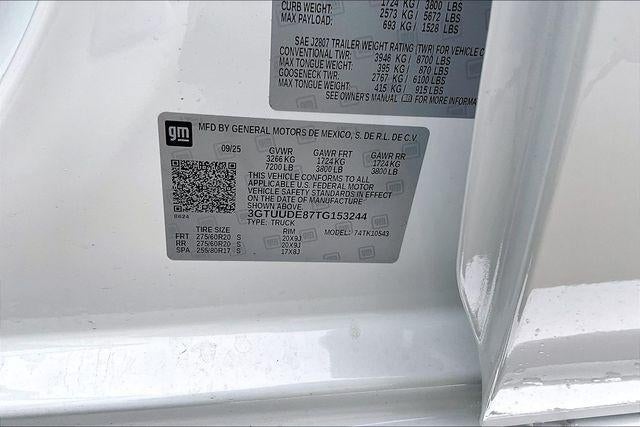 CURB WEIGHT: 1724 KG / 3800 LBS
MAX PAYLOAD: 2573 KG / 5672 LBS
693 KG / 1528 LBS
SAE J2807 TRAILER WEIGHT RATING (TWR) FOR VEHICLE
CONVENTIONAL TWR: 3946 KG / 8700 LBS
MAX TONGUE WEIGHT: 395 KG / 870 LBS
GOOSENECK TWR: 2767 KG / 6100 LBS
MAX TONGUE WEIGHT: 415 KG / 915 LBS
SEE OWNER'S MANUAL FOR MORE INFORMA
gm
MFD BY GENERAL MOTORS DE MEXICO, S. DE R.L. DE C.V.
09/25 GVWR GAWR FRT GAWR RR
3266 KG 1724 KG 1724 KG
7200 LB 3800 LB 3800 LB
THIS VEHICLE CONFORMS TO ALL
APPLICABLE U.S. FEDERAL MOTOR
VEHICLE SAFETY STANDARDS IN EFFECT
ON THE DATE OF MANUFACTURE
SHOWN ABOVE.
3GTUUDE87TG153244
TYPE: TRUCK MODEL: 74TK10543
TIRE SIZE RIM
FRT 275/60R20 S 20X9J
RR 275/60R20 S 20X9J
SPA 255/80R17 S 17X8J